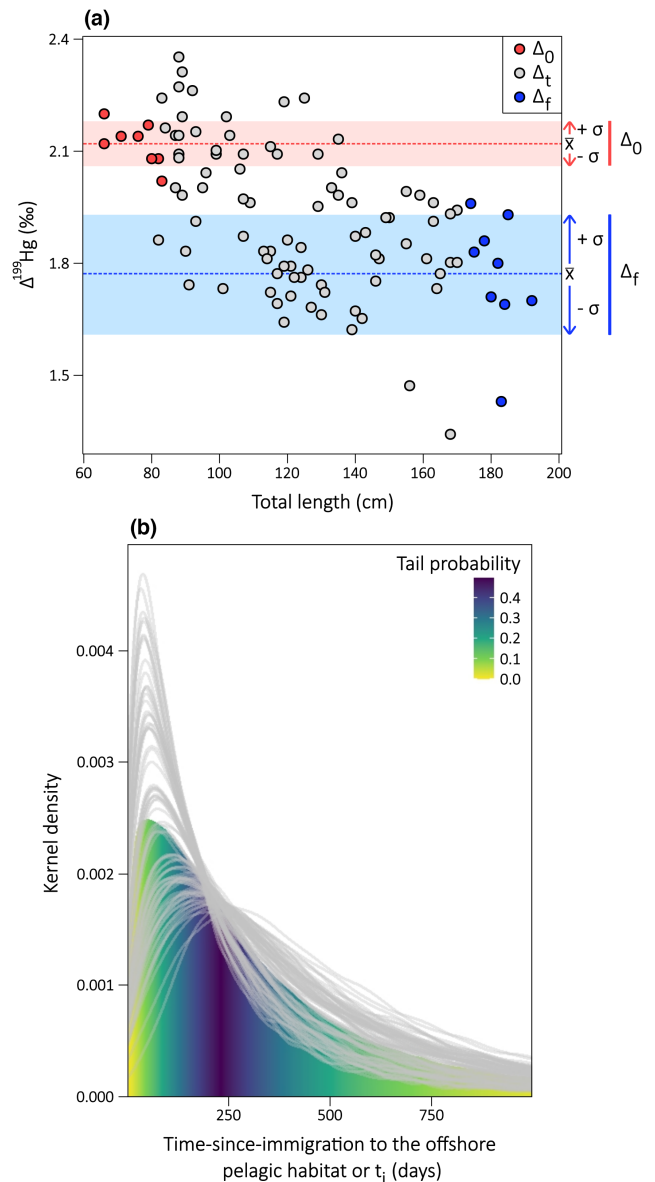 (a)
2.4
2.1
1.8
1.5
Δ¹⁹⁹Hg (‰)
60 80 100 120 140 160 180 200
Total length (cm)
Δ₀
Δt
Δf
+ σ
x̅
- σ
Δ₀
+ σ
x̅
- σ
Δf
(b)
Tail probability
0.4
0.3
0.2
0.1
0.0
0.004
0.003
0.002
0.001
0.000
Kernel density
250 500 750
Time-since-immigration to the offshore
pelagic habitat or tᵢ (days)